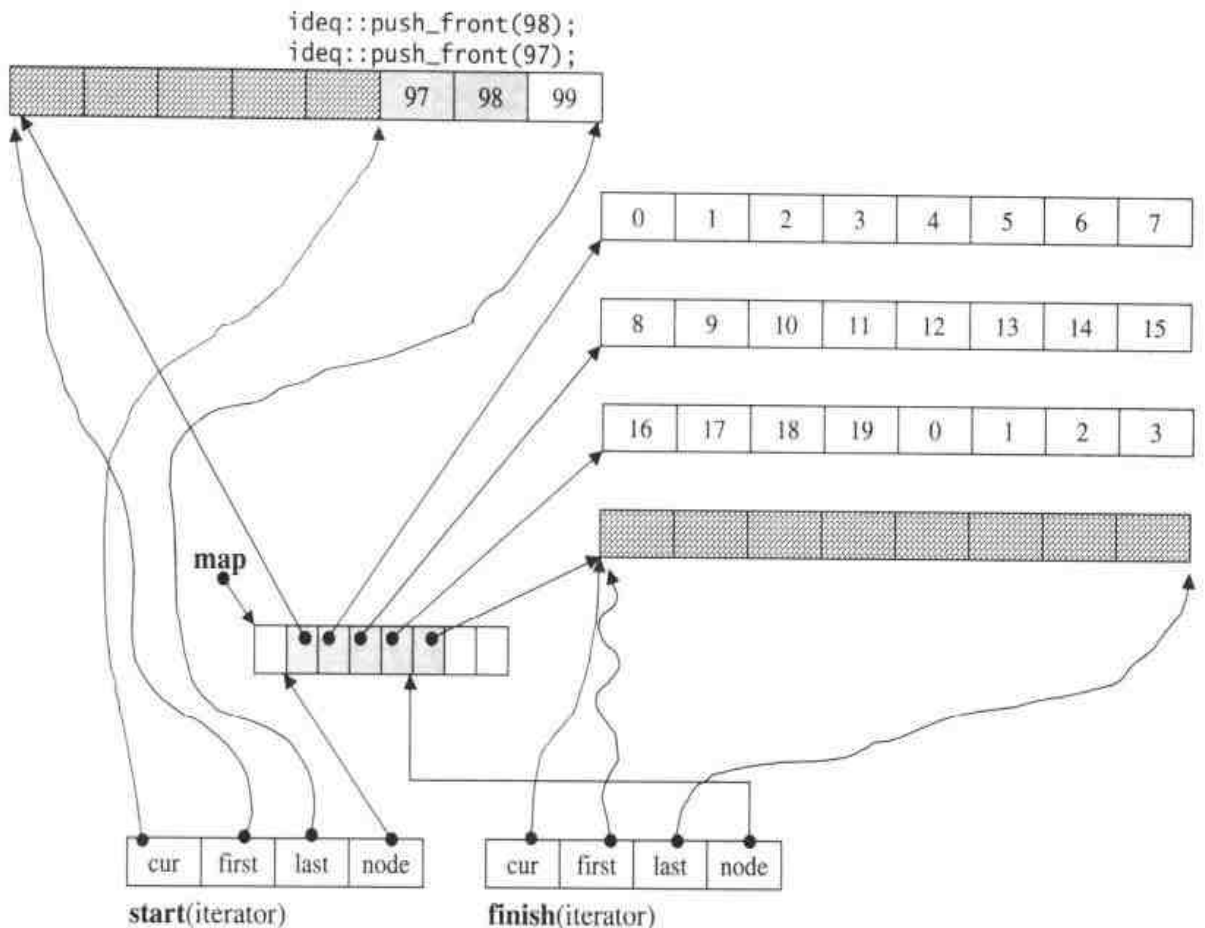 ideq::push_front(98);
ideq::push_front(97);
97 98 99
0 1 2 3 4 5 6 7
8 9 10 11 12 13 14 15
16 17 18 19 0 1 2 3
map
cur first last node
start(iterator)
cur first last node
finish(iterator)